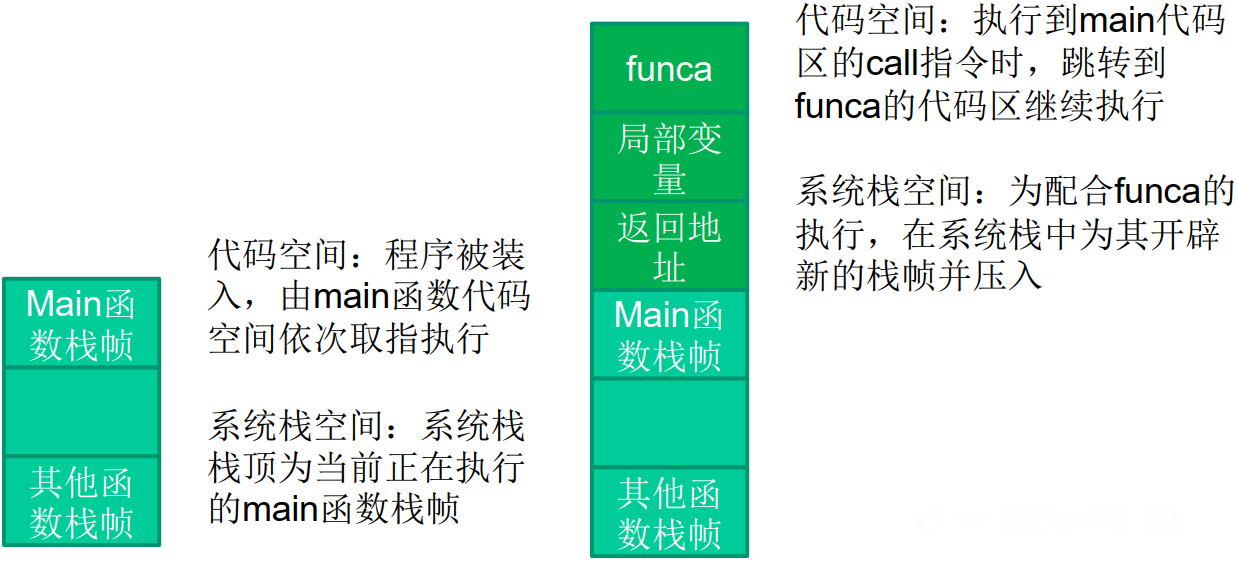 Main函
数栈帧
其他函
数栈帧
代码空间：程序被装
入，由main函数代码
空间依次取指执行
系统栈空间：系统栈
栈顶为当前正在执行
的main函数栈帧
funca
局部变
量
返回地
址
Main函
数栈帧
其他函
数栈帧
代码空间：执行到main代码
区的call指令时，跳转到
funca的代码区继续执行
系统栈空间：为配合funca的
执行，在系统栈中为其开辟
新的栈帧并压入